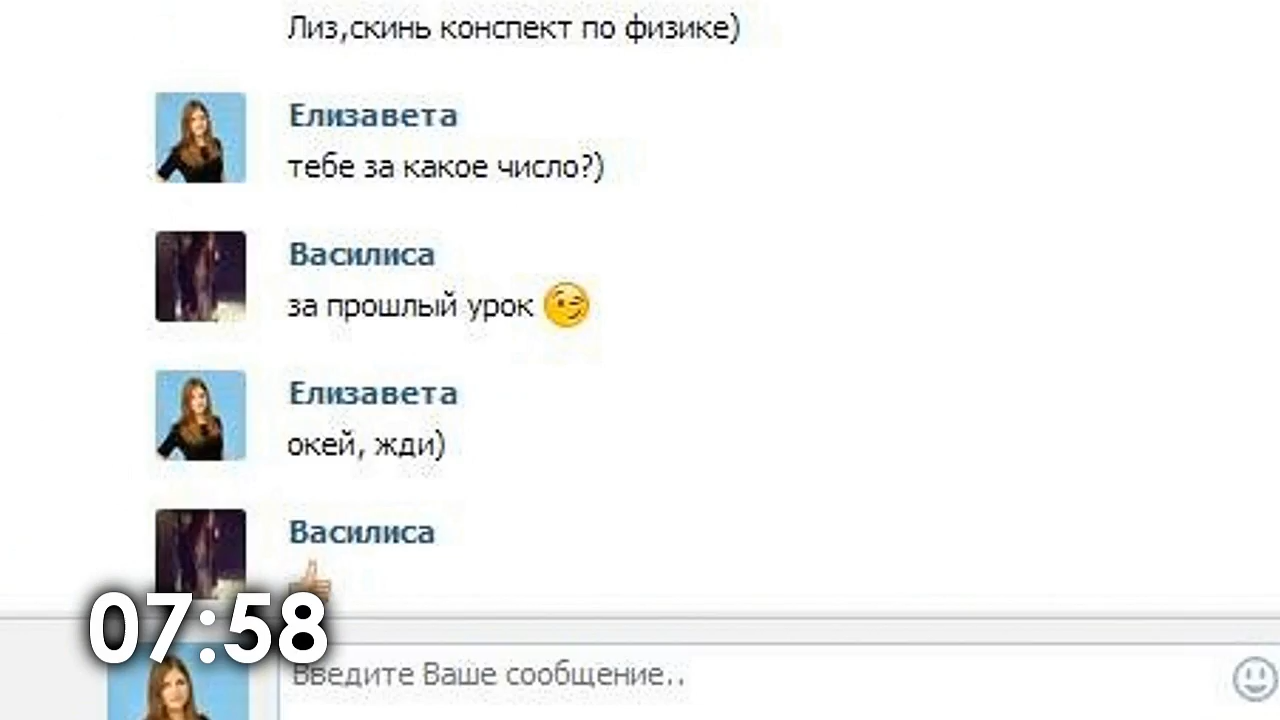 Лиз,скинь конспект по физике)
Елизавета
тебе за какое число?)
Василиса
за прошлый урок
Елизавета
окей, жди)
Василиса
07:58
Введите Ваше сообщение..